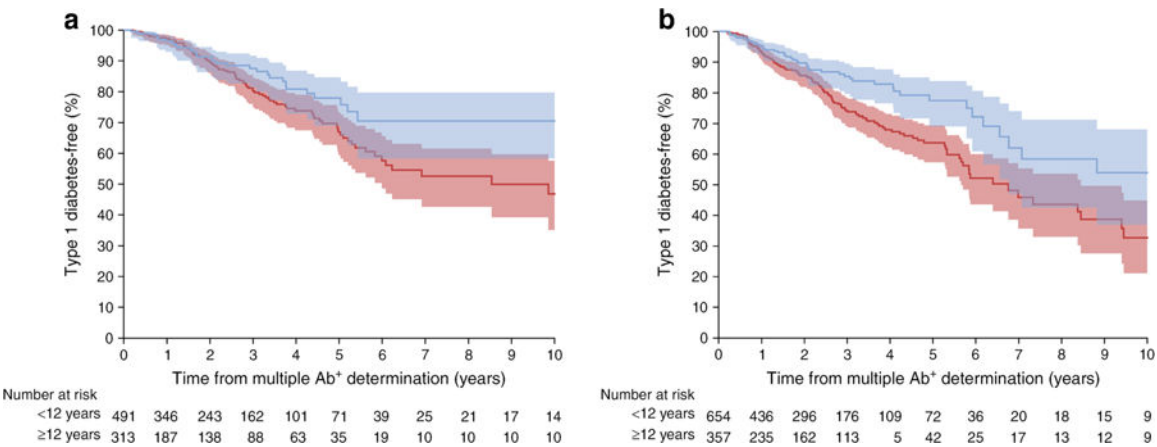 a
100
90
80
70
60
50
40
30
20
10
0
Type 1 diabetes-free (%)
0 1 2 3 4 5 6 7 8 9 10
Time from multiple Ab⁺ determination (years)
Number at risk
<12 years 491 346 243 162 101 71 39 25 21 17 14
≥12 years 313 187 138 88 63 35 19 10 10 10 10
b
100
90
80
70
60
50
40
30
20
10
0
Type 1 diabetes-free (%)
0 1 2 3 4 5 6 7 8 9 10
Time from multiple Ab⁺ determination (years)
Number at risk
<12 years 654 436 296 176 109 72 36 20 18 15 9
≥12 years 357 235 162 113 5 42 25 17 13 12 9